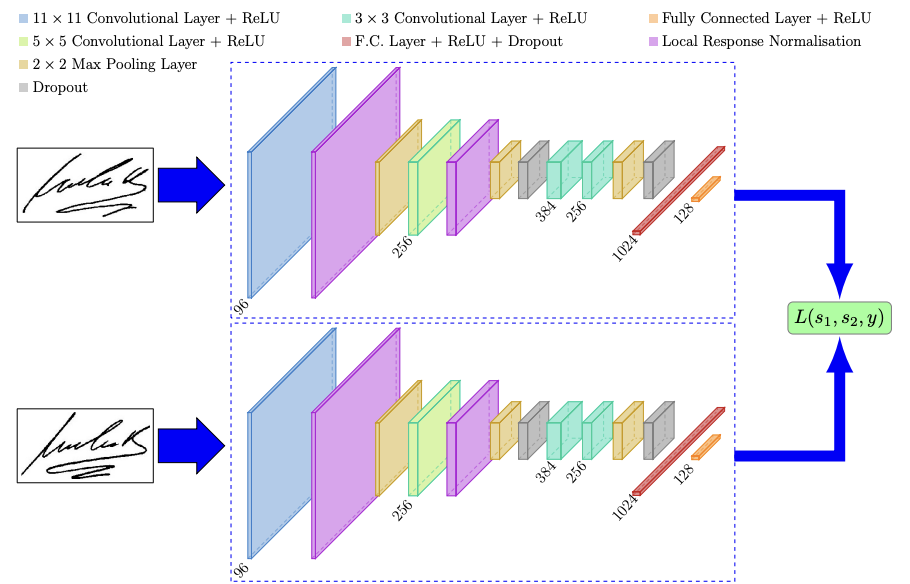 11 × 11 Convolutional Layer + ReLU
5 × 5 Convolutional Layer + ReLU
2 × 2 Max Pooling Layer
Dropout
3 × 3 Convolutional Layer + ReLU
F.C. Layer + ReLU + Dropout
Fully Connected Layer + ReLU
Local Response Normalisation
96
256
384
256
1024
128
L(s₁, s₂, y)
96
256
384
256
1024
128